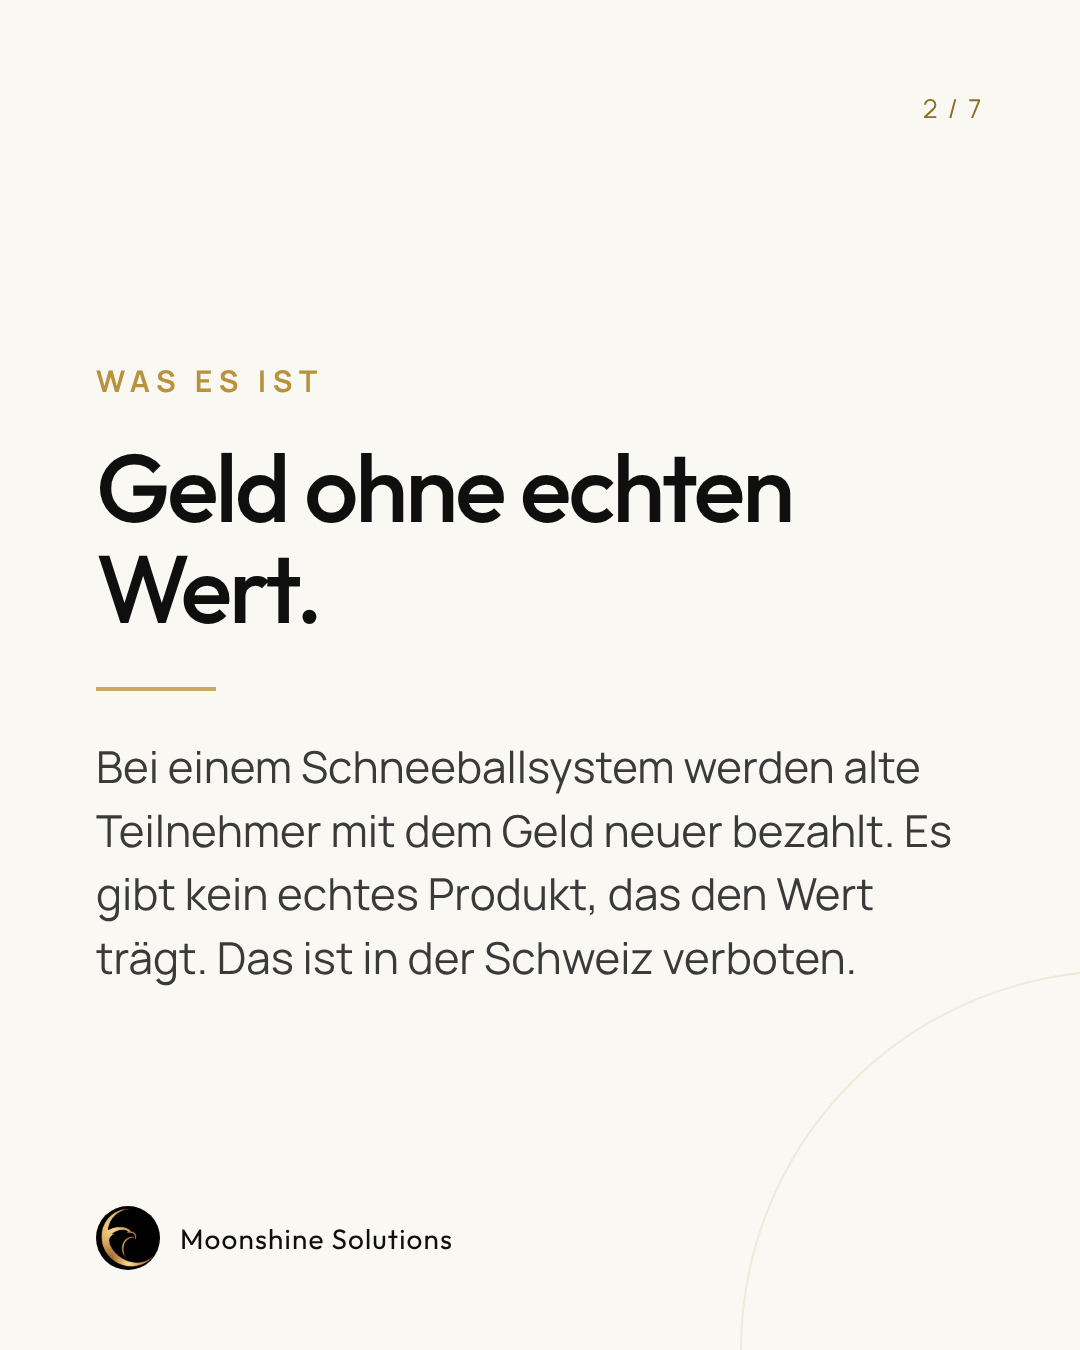 2 / 7
WAS ES IST
Geld ohne echten
Wert.
Bei einem Schneeballsystem werden alte
Teilnehmer mit dem Geld neuer bezahlt. Es
gibt kein echtes Produkt, das den Wert
trägt. Das ist in der Schweiz verboten.
Moonshine Solutions